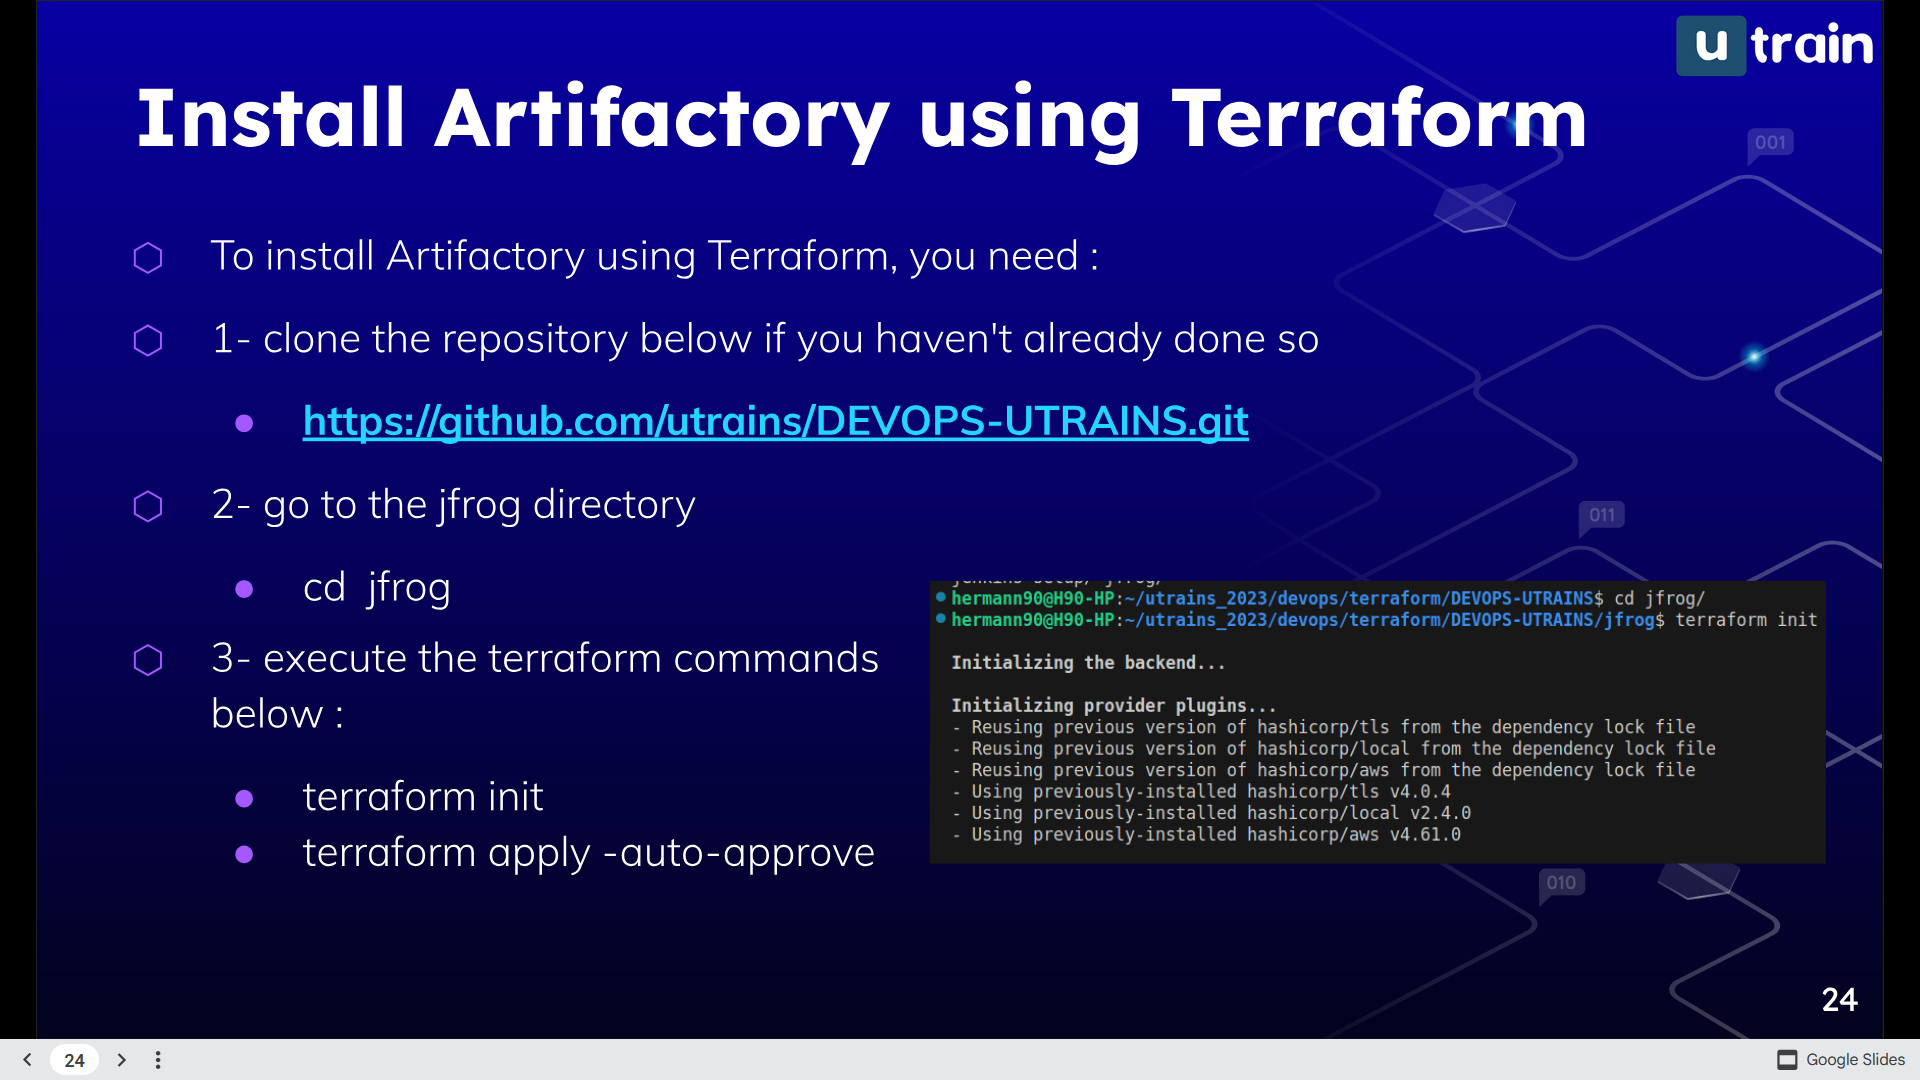 u train
Install Artifactory using Terraform
001
To install Artifactory using Terraform, you need :
1- clone the repository below if you haven't already done so
https://github.com/utrains/DEVOPS-UTRAINS.git
2- go to the jfrog directory
011
cd  jfrog
hermann90@H90-HP:~/utrains_2023/devops/terraform/DEVOPS-UTRAINS$ cd jfrog/
hermann90@H90-HP:~/utrains_2023/devops/terraform/DEVOPS-UTRAINS/jfrog$ terraform init
3- execute the terraform commands
below :
Initializing the backend...
Initializing provider plugins...
- Reusing previous version of hashicorp/tls from the dependency lock file
- Reusing previous version of hashicorp/local from the dependency lock file
- Reusing previous version of hashicorp/aws from the dependency lock file
- Using previously-installed hashicorp/tls v4.0.4
- Using previously-installed hashicorp/local v2.4.0
- Using previously-installed hashicorp/aws v4.61.0
terraform init
terraform apply -auto-approve
010
24
24
Google Slides